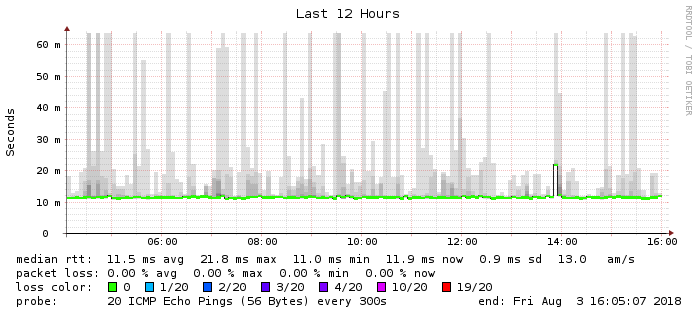 Last 12 Hours
RRDTOOL / TOBI OETIKER
Seconds
60 m
50 m
40 m
30 m
20 m
10 m
0
06:00 08:00 10:00 12:00 14:00 16:00
median rtt: 11.5 ms avg 21.8 ms max 11.0 ms min 11.9 ms now 0.9 ms sd 13.0 am/s
packet loss: 0.00 % avg 0.00 % max 0.00 % min 0.00 % now
loss color: 0 1/20 2/20 3/20 4/20 10/20 19/20
probe: 20 ICMP Echo Pings (56 Bytes) every 300s end: Fri Aug 3 16:05:07 2018